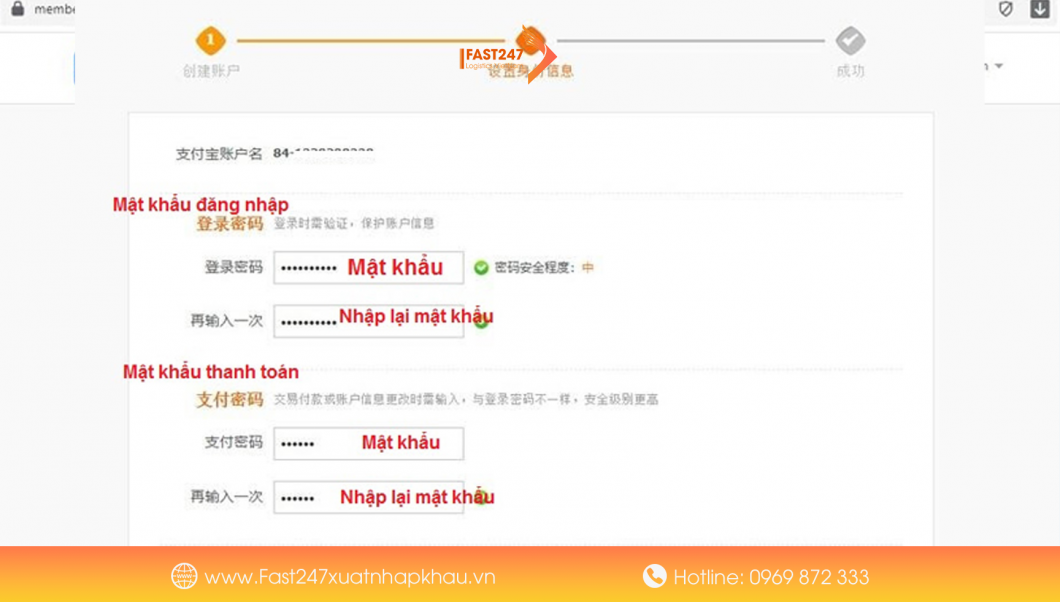 membe
1
FAST247
创建账户
设置身份信息
成功
支付宝账户名
Mật khẩu đăng nhập
登录密码 登录时需验证，保护账户信息
登录密码 •••••••••• Mật khẩu 密码安全程度：中
再输入一次 •••••••••• Nhập lại mật khẩu
Mật khẩu thanh toán
支付密码 交易付款或账户信息更改时需输入，与登录密码不一样，安全级别更高
支付密码 •••••• Mật khẩu
再输入一次 •••••• Nhập lại mật khẩu
www.Fast247xuatnhapkhau.vn Hotline: 0969 872 333